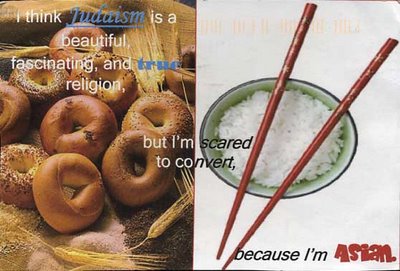 i think Judaism is a
beautiful,
fascinating, and true
religion,
but I'm scared
to convert,
because I'm Asian.